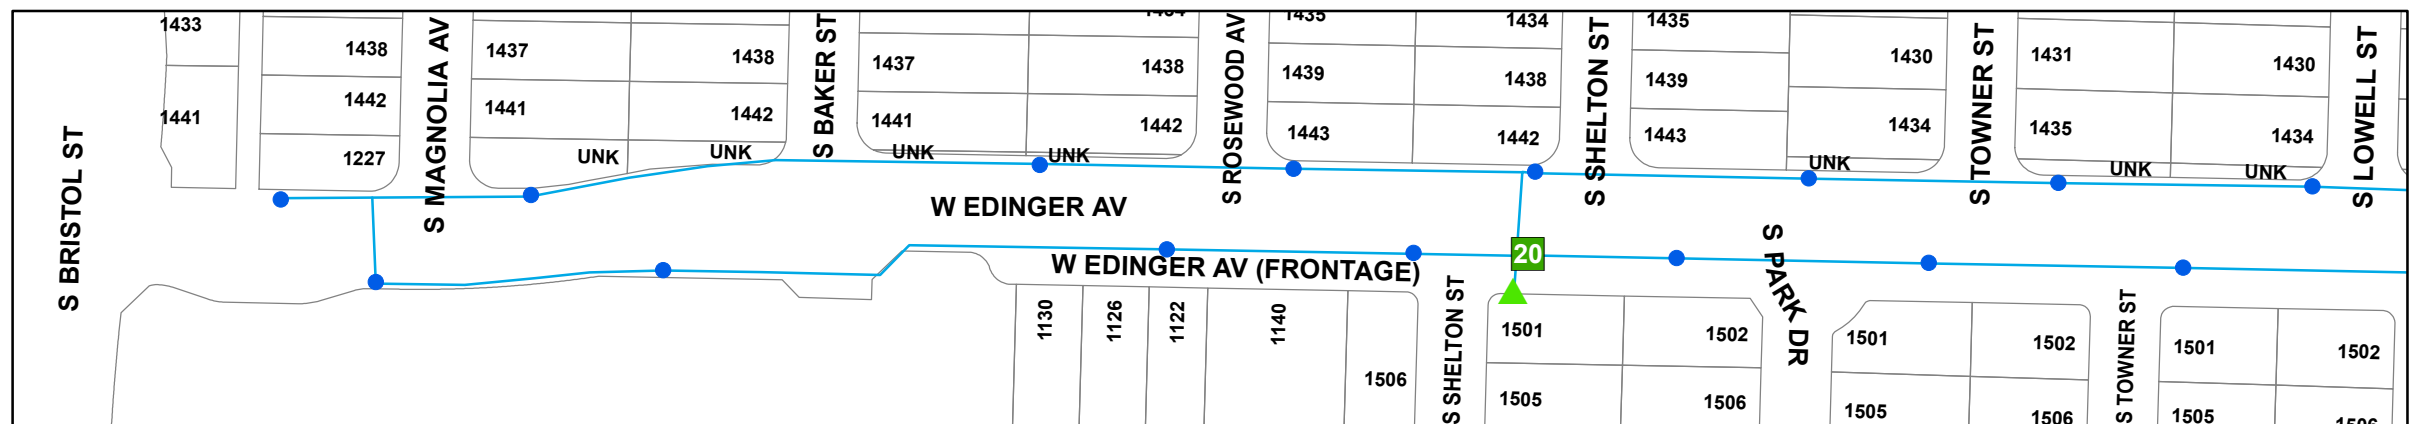 1433
1438
S MAGNOLIA AV
1437
1438
S BAKER ST
1434
1437
1438
S ROSEWOOD AV
1435
1434
1439
1438
S SHELTON ST
1435
1439
1430
S TOWNER ST
1431
1430
S LOWELL ST
1441
1442
1441
1442
1441
1442
1443
1442
1443
1434
1435
1434
1227
UNK
UNK
UNK
UNK
UNK
UNK
UNK
S BRISTOL ST
W EDINGER AV
20
W EDINGER AV (FRONTAGE)
S PARK DR
1130
1126
1122
1140
1506
S SHELTON ST
1501
1502
1501
1502
S TOWNER ST
1501
1502
1505
1506
1505
1506
1505
1506